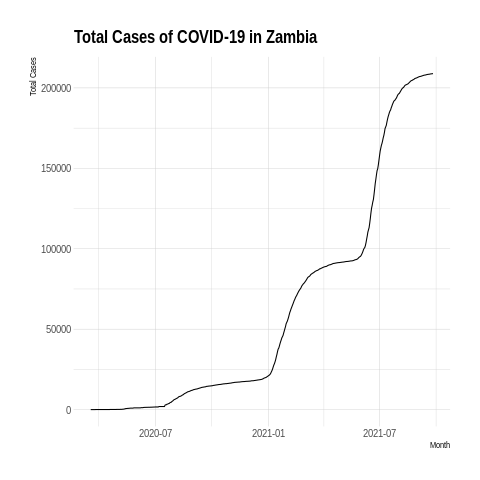 Total Cases of COVID-19 in Zambia
Total Cases
200000
150000
100000
50000
0
2020-07 2021-01 2021-07
Month